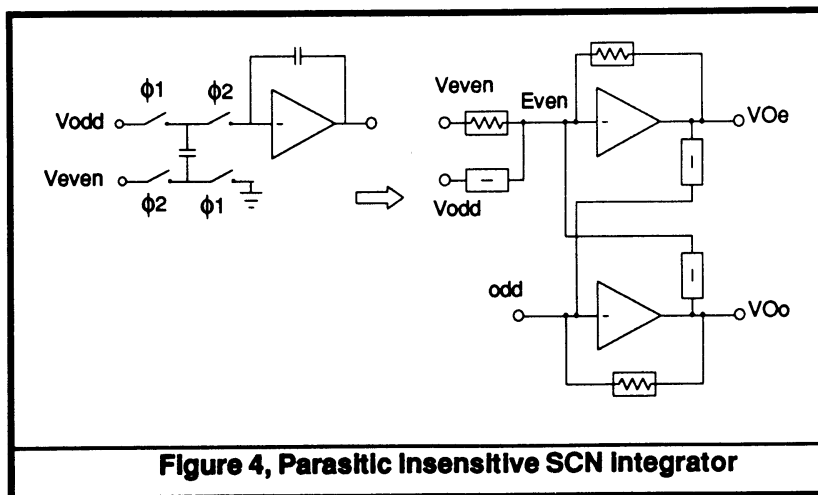 ϕ1
ϕ2
Vodd
Veven
ϕ2
ϕ1
-
Veven
Even
-
VOe
Vodd
odd
-
VOo
Figure 4, Parasitic Insensitive SCN integrator